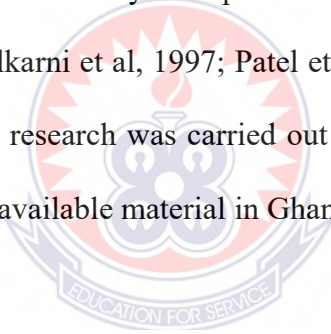 lkarni et al, 1997; Patel et
research was carried out
available material in Ghan
EDUCATION FOR SERVICE